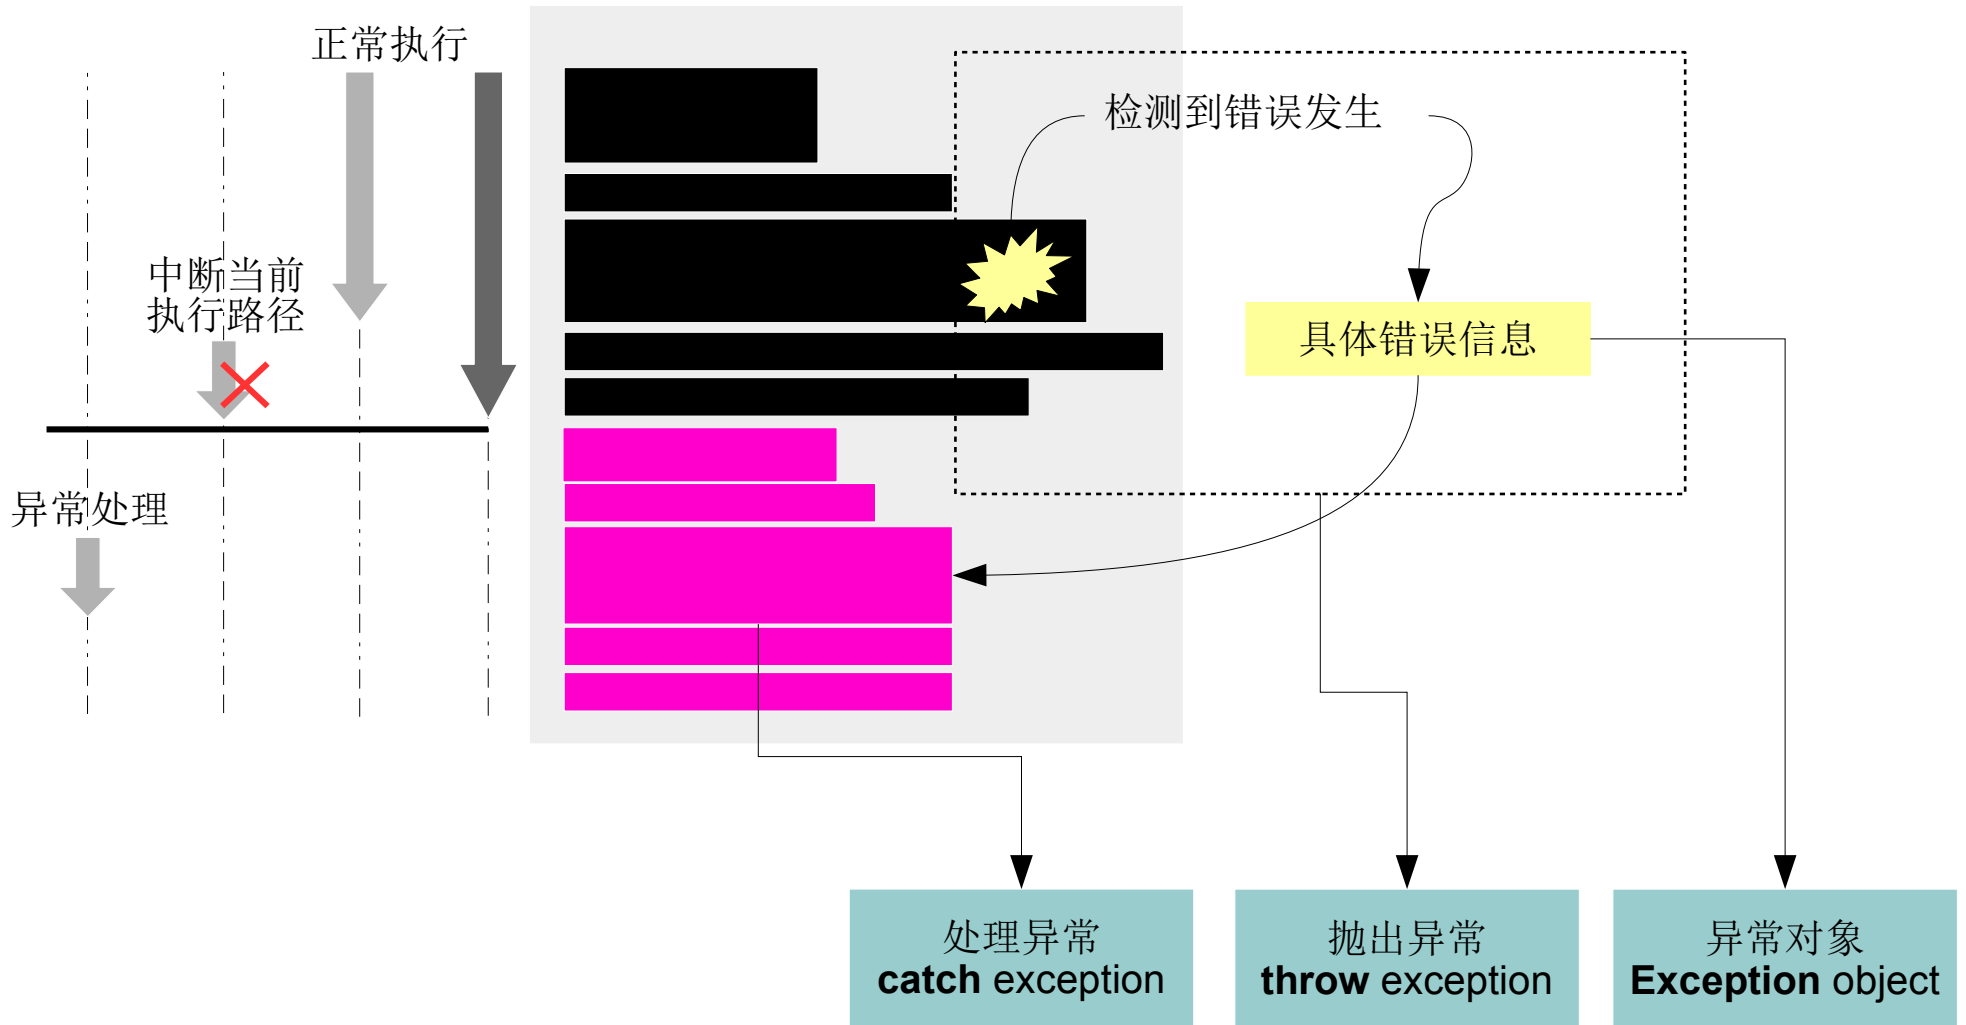 正常执行
检测到错误发生
中断当前
执行路径
具体错误信息
异常处理
处理异常
catch exception
抛出异常
throw exception
异常对象
Exception object